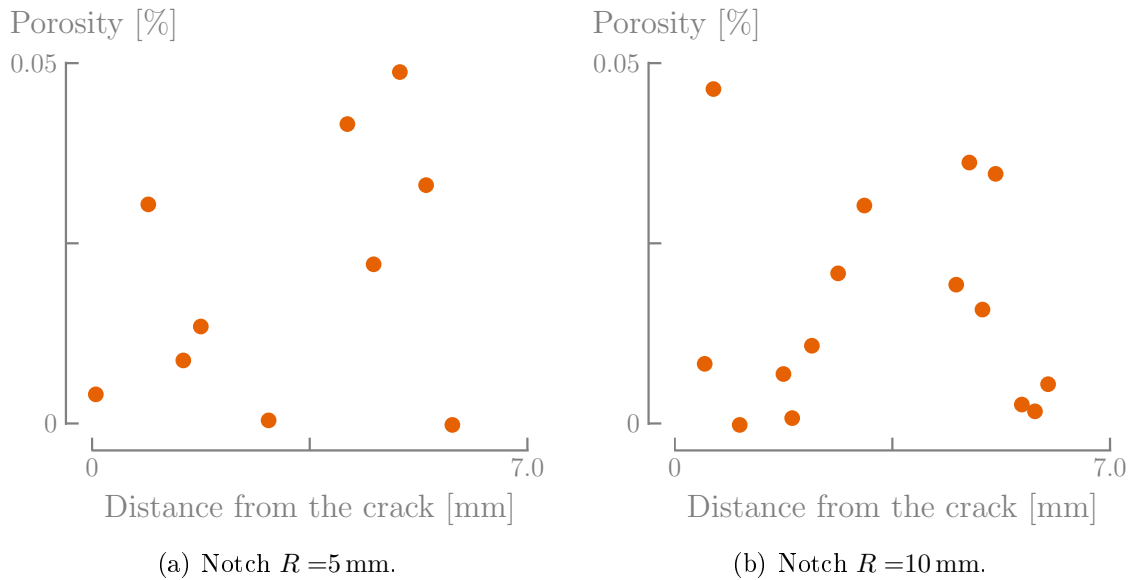 Porosity [%]
0.05
0
0
7.0
Distance from the crack [mm]
(a) Notch R =5 mm.
Porosity [%]
0.05
0
0
7.0
Distance from the crack [mm]
(b) Notch R =10 mm.